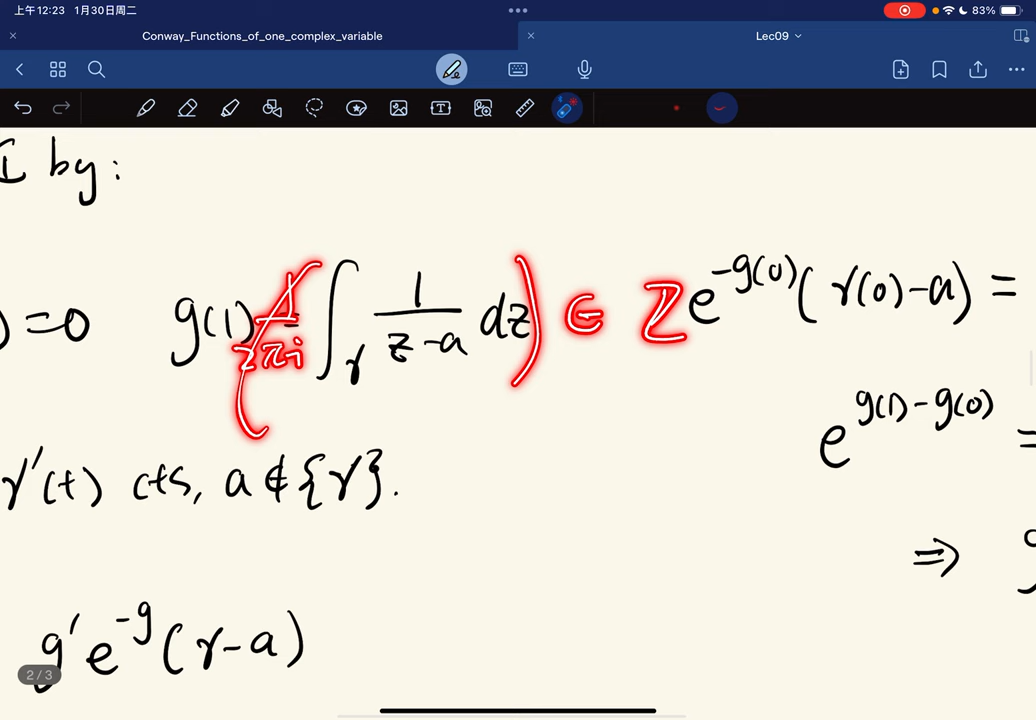 上午12:23 1月30日周二
83%
Conway_Functions_of_one_complex_variable
Lec09
I by:
)=0 g(1) = ∫γ 1/(z-a) dz e^{-g(0)}(γ(0)-a) =
1/2πi ( ) ∈ Z
e^{g(1)-g(0)} =
γ'(t) cts, a∉{γ}.
⇒ g
g'e^{-g}(γ-a)
2/3